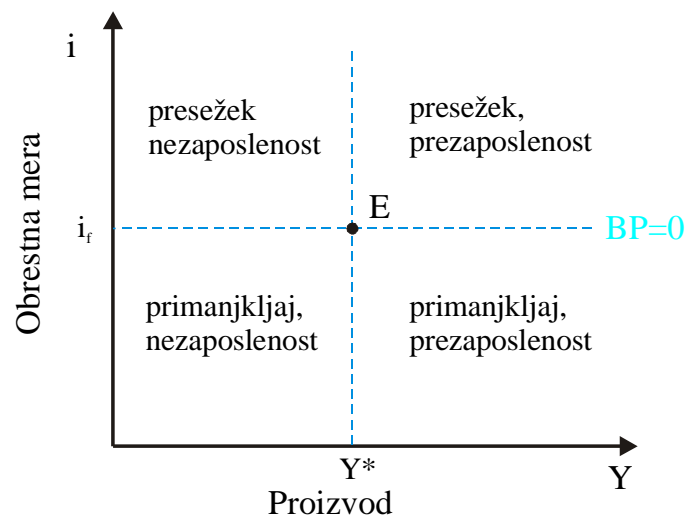 i
presežek
nezaposlenost
presežek,
prezaposlenost
Obrestna mera
E
i_f
BP=0
primanjkljaj,
nezaposlenost
primanjkljaj,
prezaposlenost
Y*
Y
Proizvod